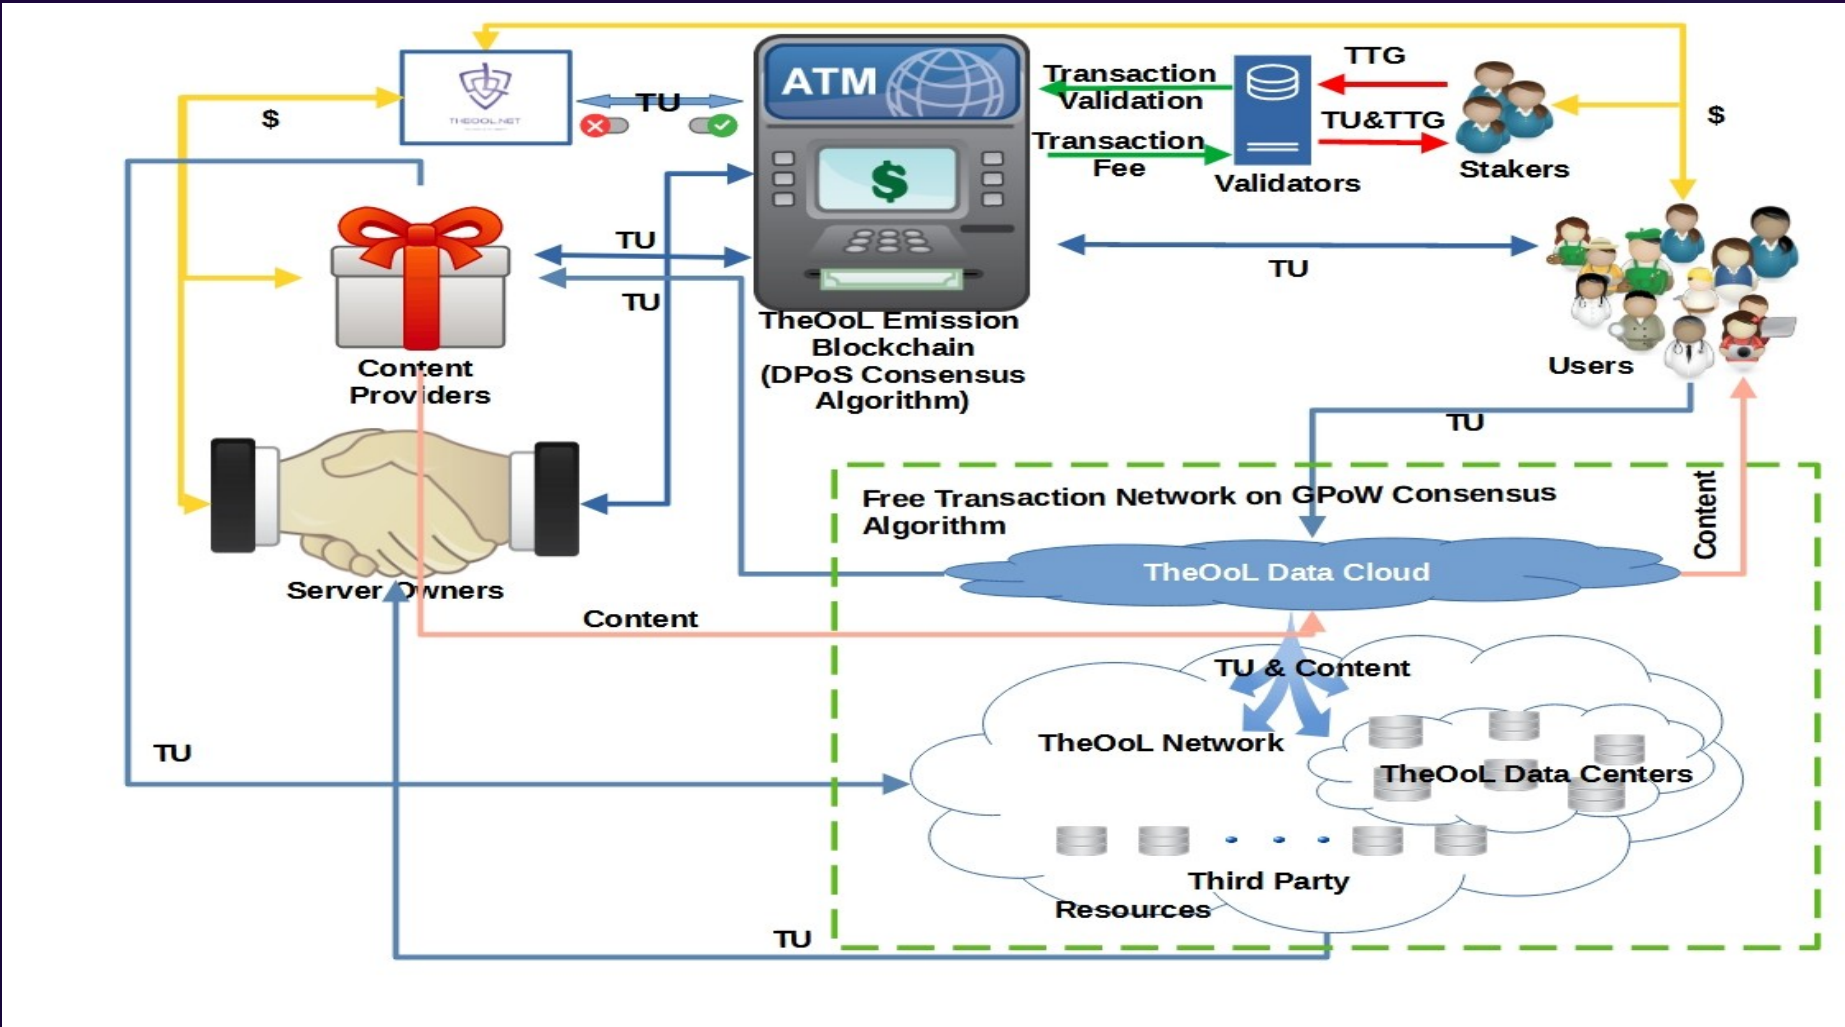 THEOOL.NET
$
TU
ATM
$
Transaction
Validation
Transaction
Fee
Validators
TTG
TU&TTG
Stakers
$
TU
TU
TU
Users
Content
Providers
TheOoL Emission
Blockchain
(DPoS Consensus
Algorithm)
TU
Free Transaction Network on GPoW Consensus
Algorithm
Content
TheOoL Data Cloud
Server Owners
Content
TU & Content
TheOoL Network
TheOoL Data Centers
TU
Third Party
Resources
TU